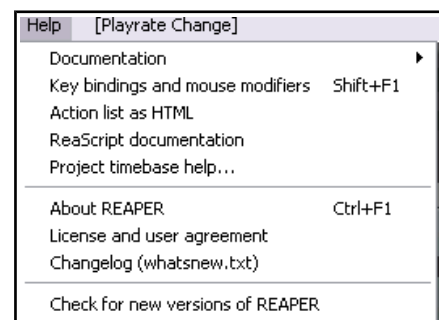 Help [Playrate Change]
Documentation
Key bindings and mouse modifiers Shift+F1
Action list as HTML
ReaScript documentation
Project timebase help...
About REAPER Ctrl+F1
License and user agreement
Changelog (whatsnew.txt)
Check for new versions of REAPER